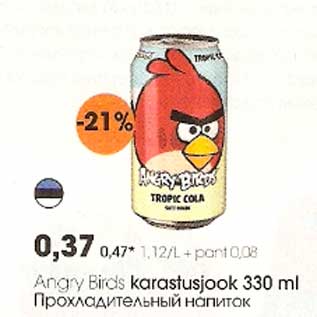 TROPIC
-21%
ANGRY BIRDS
TROPIC COLA
0,37 0,47* 1,12/L + pant 0,08
Angry Birds karastusjook 330 ml
Прохладительный напиток